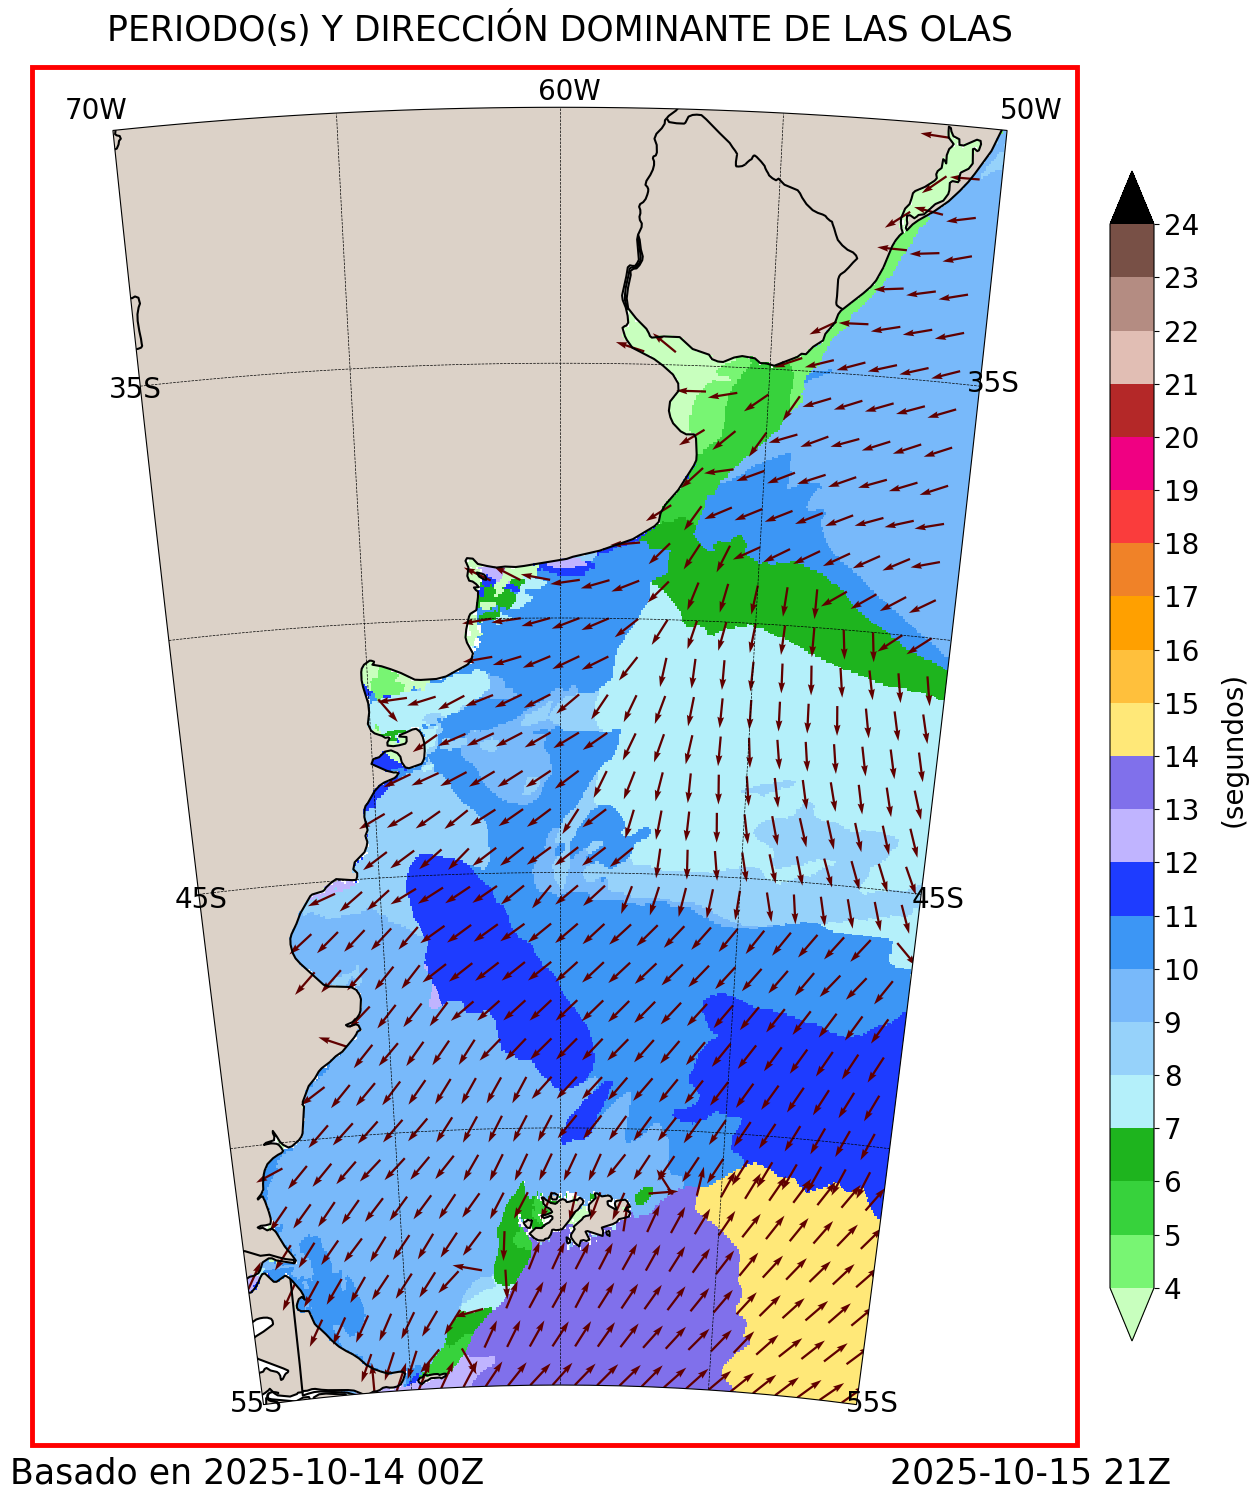 PERIODO(s) Y DIRECCIÓN DOMINANTE DE LAS OLAS
70W
60W
50W
35S
35S
45S
45S
55S
55S
24
23
22
21
20
19
18
17
16
15
14
13
12
11
10
9
8
7
6
5
4
(segundos)
Basado en 2025-10-14 00Z
2025-10-15 21Z